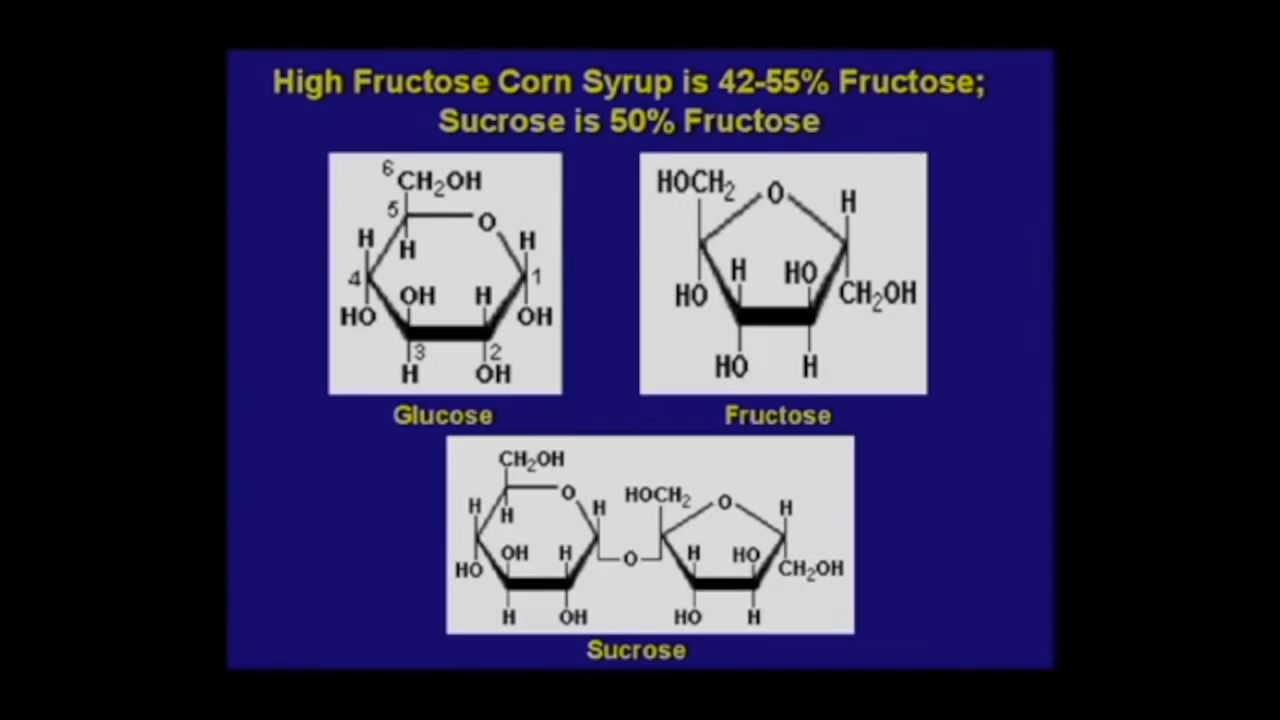 High Fructose Corn Syrup is 42-55% Fructose;
Sucrose is 50% Fructose
6
CH2OH
5
O
H
H
H
4
1
OH
H
HO
OH
3
2
H
OH
Glucose
HOCH2
O
H
H
HO
HO
CH2OH
HO
H
Fructose
CH2OH
O
H
H
H
OH
H
HO
O
H
OH
HOCH2
O
H
H
HO
CH2OH
HO
H
Sucrose